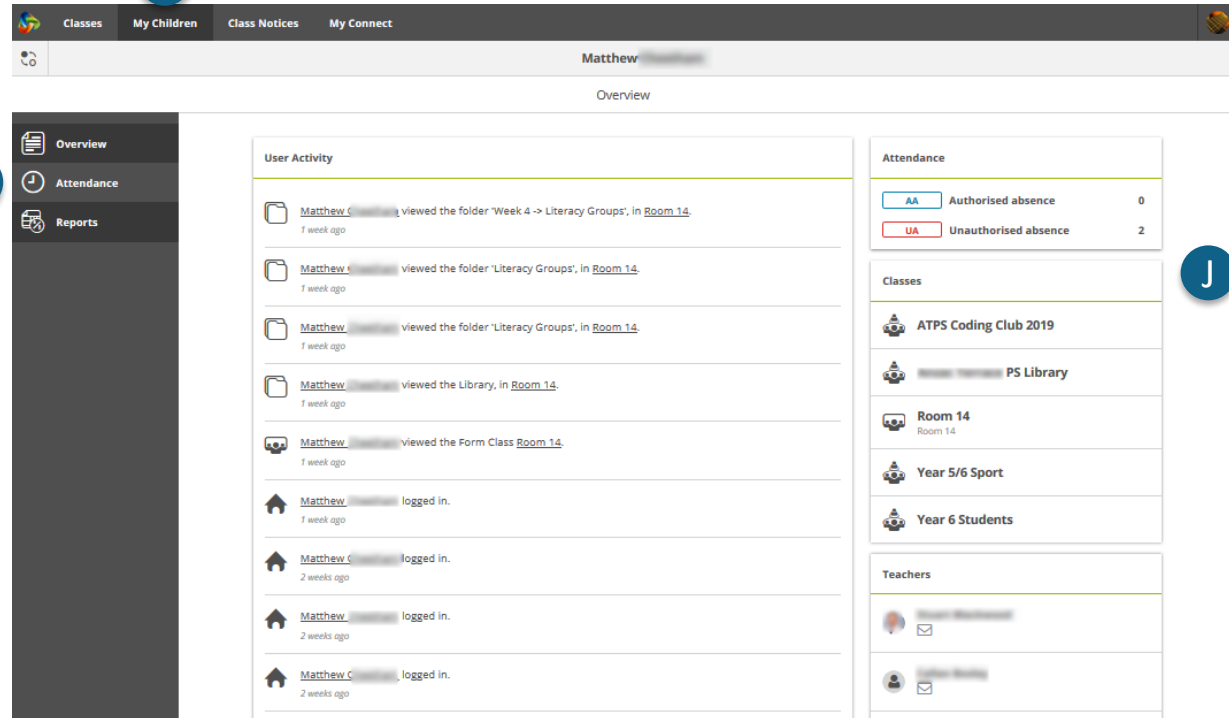 Classes My Children Class Notices My Connect
Matthew
Overview
Overview
Attendance
Reports
User Activity
Matthew C viewed the folder 'Week 4 -> Literacy Groups', in Room 14.
1 week ago
Matthew viewed the folder 'Literacy Groups', in Room 14.
1 week ago
Matthew viewed the folder 'Literacy Groups', in Room 14.
1 week ago
Matthew viewed the Library, in Room 14.
1 week ago
Matthew viewed the Form Class Room 14.
1 week ago
Matthew logged in.
1 week ago
Matthew logged in.
2 weeks ago
Matthew logged in.
2 weeks ago
Matthew C logged in.
2 weeks ago
Attendance
AA Authorised absence 0
UA Unauthorised absence 2
Classes
J
ATPS Coding Club 2019
PS Library
Room 14
Room 14
Year 5/6 Sport
Year 6 Students
Teachers